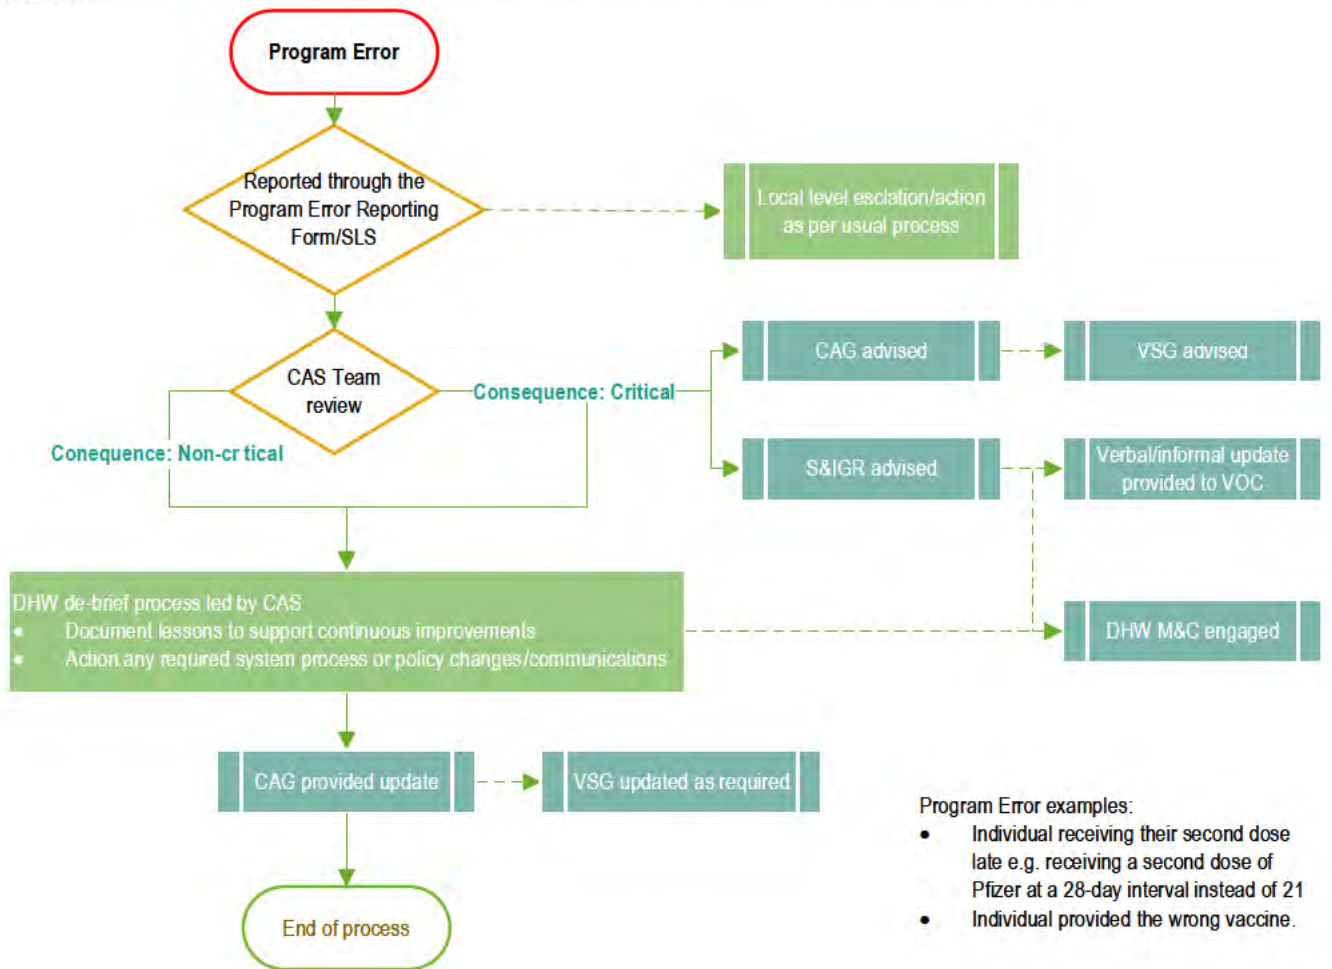 Program Error
Reported through the
Program Error Reporting
Form/SLS
Local level esclation/action
as per usual process
CAS Team
review
Consequence: Critical
CAG advised
VSG advised
Conequence: Non-cr tical
S&IGR advised
Verbal/informal update
provided to VOC
DHW de-brief process led by CAS
• Document lessons to support continuous improvements
• Action any required system process or policy changes/communications
DHW M&C engaged
CAG provided update
VSG updated as required
Program Error examples:
• Individual receiving their second dose
late e.g. receiving a second dose of
Pfizer at a 28-day interval instead of 21
• Individual provided the wrong vaccine.
End of process